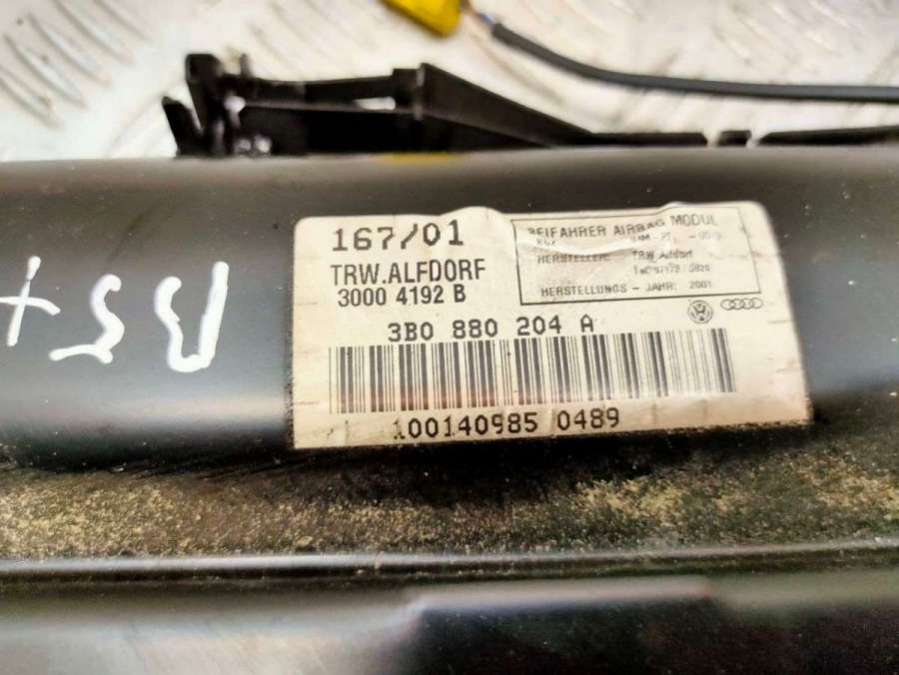 167/01
TRW.ALFDORF
3000 4192 B
BEIFAHRER AIRBAG MODUL
HERSTELLER: TRW Alfdorf
HERSTELLUNGS - JAHR: 2001
3B0 880 204 A
100140985 0489
B5+